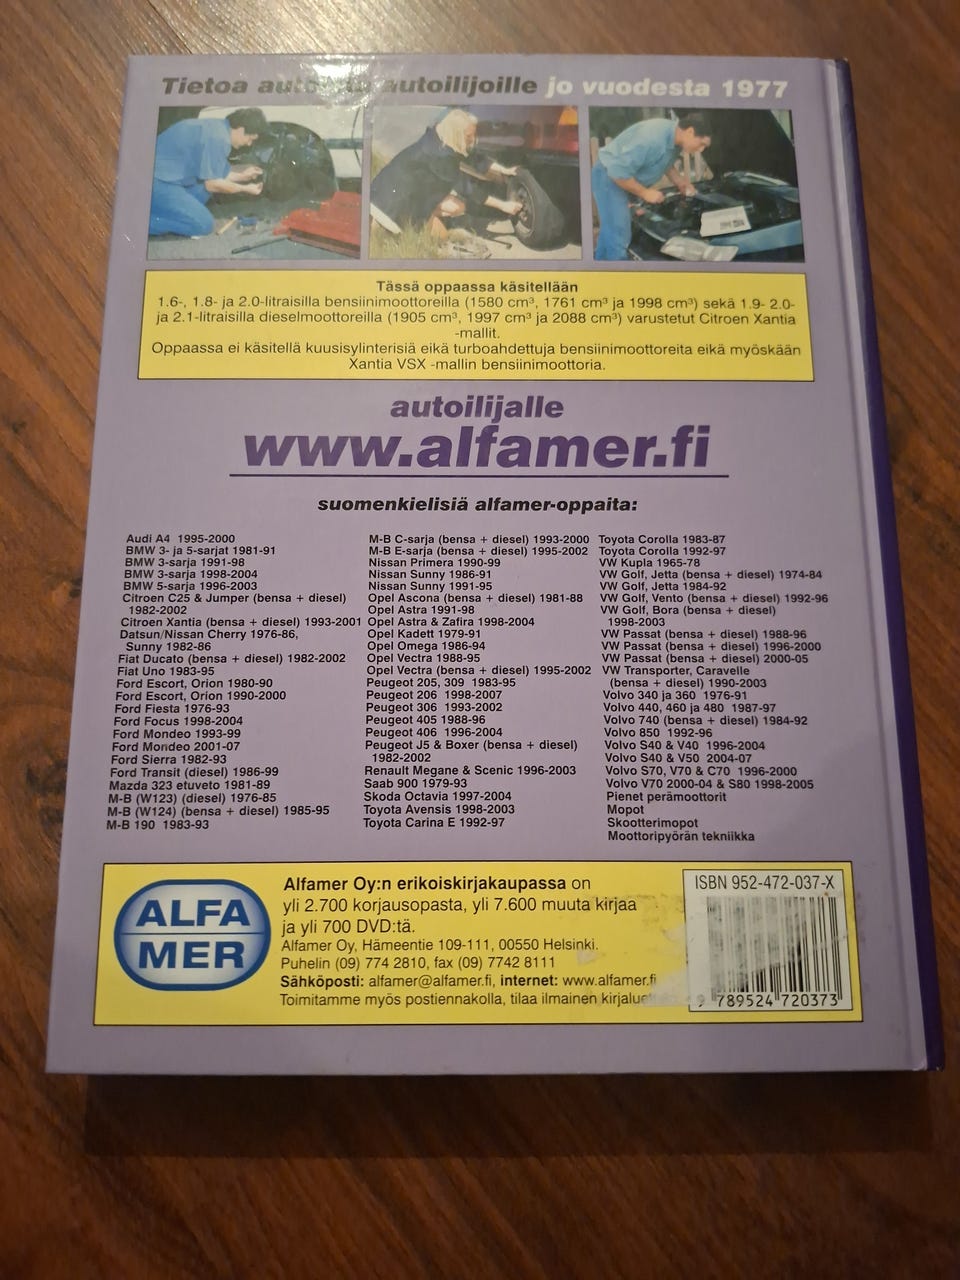 Tietoa autoista autoilijoille jo vuodesta 1977
Tässä oppaassa käsitellään
1.6-, 1.8- ja 2.0-litraisilla bensiinimoottoreilla (1580 cm³, 1761 cm³ ja 1998 cm³) sekä 1.9- 2.0-
ja 2.1-litraisilla dieselmoottoreilla (1905 cm³, 1997 cm³ ja 2088 cm³) varustetut Citroen Xantia
-mallit.
Oppaassa ei käsitellä kuusisylinterisiä eikä turboahdettuja bensiinimoottoreita eikä myöskään
Xantia VSX -mallin bensiinimoottoria.
autoilijalle
www.alfamer.fi
suomenkielisiä alfamer-oppaita:
Audi A4 1995-2000
BMW 3- ja 5-sarjat 1981-91
BMW 3-sarja 1991-98
BMW 3-sarja 1998-2004
BMW 5-sarja 1996-2003
Citroen C25 & Jumper (bensa + diesel)
1982-2002
Citroen Xantia (bensa + diesel) 1993-2001
Datsun/Nissan Cherry 1976-86,
Sunny 1982-86
Fiat Ducato (bensa + diesel) 1982-2002
Fiat Uno 1983-95
Ford Escort, Orion 1980-90
Ford Escort, Orion 1990-2000
Ford Fiesta 1976-93
Ford Focus 1998-2004
Ford Mondeo 1993-99
Ford Mondeo 2001-07
Ford Sierra 1982-93
Ford Transit (diesel) 1986-99
Mazda 323 etuveto 1981-89
M-B (W123) (diesel) 1976-85
M-B (W124) (bensa + diesel) 1985-95
M-B 190 1983-93
M-B C-sarja (bensa + diesel) 1993-2000
M-B E-sarja (bensa + diesel) 1995-2002
Nissan Primera 1990-99
Nissan Sunny 1986-91
Nissan Sunny 1991-95
Opel Ascona (bensa + diesel) 1981-88
Opel Astra 1991-98
Opel Astra & Zafira 1998-2004
Opel Kadett 1979-91
Opel Omega 1986-94
Opel Vectra 1988-95
Opel Vectra (bensa + diesel) 1995-2002
Peugeot 205, 309 1983-95
Peugeot 206 1998-2007
Peugeot 306 1993-2002
Peugeot 405 1988-96
Peugeot 406 1996-2004
Peugeot J5 & Boxer (bensa + diesel)
1982-2002
Renault Megane & Scenic 1996-2003
Saab 900 1979-93
Skoda Octavia 1997-2004
Toyota Avensis 1998-2003
Toyota Carina E 1992-97
Toyota Corolla 1983-87
Toyota Corolla 1992-97
VW Kupla 1965-78
VW Golf, Jetta (bensa + diesel) 1974-84
VW Golf, Jetta 1984-92
VW Golf, Vento (bensa + diesel) 1992-96
VW Golf, Bora (bensa + diesel)
1998-2003
VW Passat (bensa + diesel) 1988-96
VW Passat (bensa + diesel) 1996-2000
VW Passat (bensa + diesel) 2000-05
VW Transporter, Caravelle
(bensa + diesel) 1990-2003
Volvo 340 ja 360 1976-91
Volvo 440, 460 ja 480 1987-97
Volvo 740 (bensa + diesel) 1984-92
Volvo 850 1992-96
Volvo S40 & V40 1996-2004
Volvo S40 & V50 2004-07
Volvo S70, V70 & C70 1996-2000
Volvo V70 2000-04 & S80 1998-2005
Pienet perämoottorit
Mopot
Skootterimopot
Moottoripyörän tekniikka
ALFA
MER
Alfamer Oy:n erikoiskirjakaupassa on
yli 2.700 korjausopasta, yli 7.600 muuta kirjaa
ja yli 700 DVD:tä.
Alfamer Oy, Hämeentie 109-111, 00550 Helsinki.
Puhelin (09) 774 2810, fax (09) 7742 8111
Sähköposti: alfamer@alfamer.fi, internet: www.alfamer.fi
Toimitamme myös postiennakolla, tilaa ilmainen
ISBN 952-472-037-X
9 789524 720373